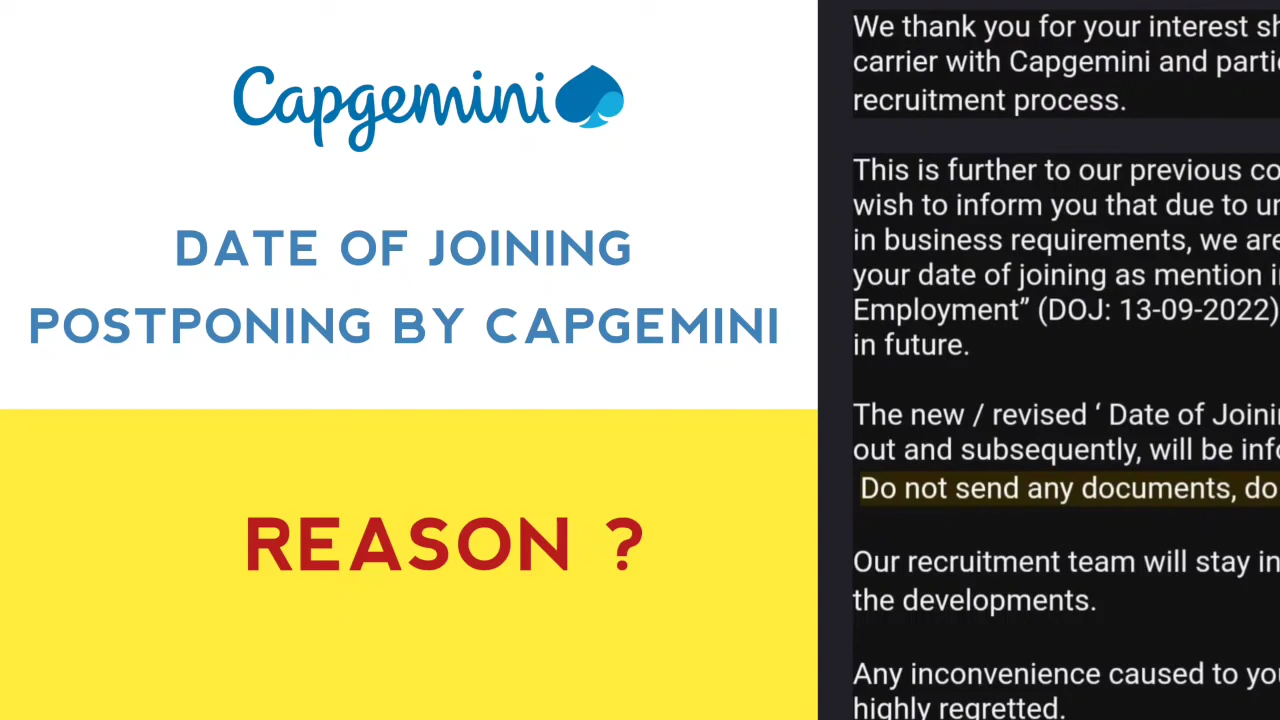 Capgemini
DATE OF JOINING
POSTPONING BY CAPGEMINI
REASON ?
We thank you for your interest
carrier with Capgemini and
recruitment process.
This is further to our previous
wish to inform you that due to
in business requirements, we are
your date of joining as mention
Employment” (DOJ: 13-09-2022)
in future.
The new / revised ‘ Date of
out and subsequently, will be
Do not send any documents, do
Our recruitment team will stay
the developments.
Any inconvenience caused to
highly regretted.